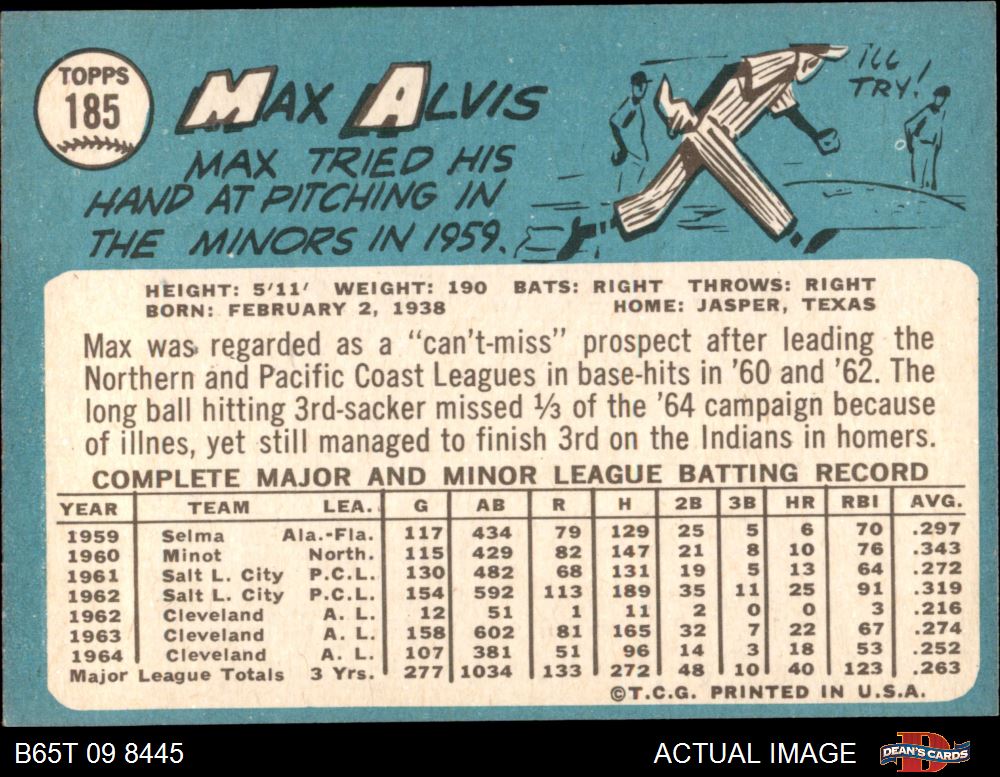 TOPPS
185
MAX ALVIS
I'LL
TRY!
MAX TRIED HIS
HAND AT PITCHING IN
THE MINORS IN 1959.
HEIGHT: 5'11' WEIGHT: 190 BATS: RIGHT THROWS: RIGHT
BORN: FEBRUARY 2, 1938 HOME: JASPER, TEXAS
Max was regarded as a "can't-miss" prospect after leading the
Northern and Pacific Coast Leagues in base-hits in '60 and '62. The
long ball hitting 3rd-sacker missed ⅓ of the '64 campaign because
of illnes, yet still managed to finish 3rd on the Indians in homers.
COMPLETE MAJOR AND MINOR LEAGUE BATTING RECORD
YEAR TEAM LEA. G AB R H 2B 3B HR RBI AVG.
1959 Selma Ala.-Fla. 117 434 79 129 25 5 6 70 .297
1960 Minot North. 115 429 82 147 21 8 10 76 .343
1961 Salt L. City P.C.L. 130 482 68 131 19 5 13 64 .272
1962 Salt L. City P.C.L. 154 592 113 189 35 11 25 91 .319
1962 Cleveland A. L. 12 51 1 11 2 0 0 3 .216
1963 Cleveland A. L. 158 602 81 165 32 7 22 67 .274
1964 Cleveland A. L. 107 381 51 96 14 3 18 53 .252
Major League Totals 3 Yrs. 277 1034 133 272 48 10 40 123 .263
©T.C.G. PRINTED IN U.S.A.
B65T 09 8445 ACTUAL IMAGE DEAN'S CARDS